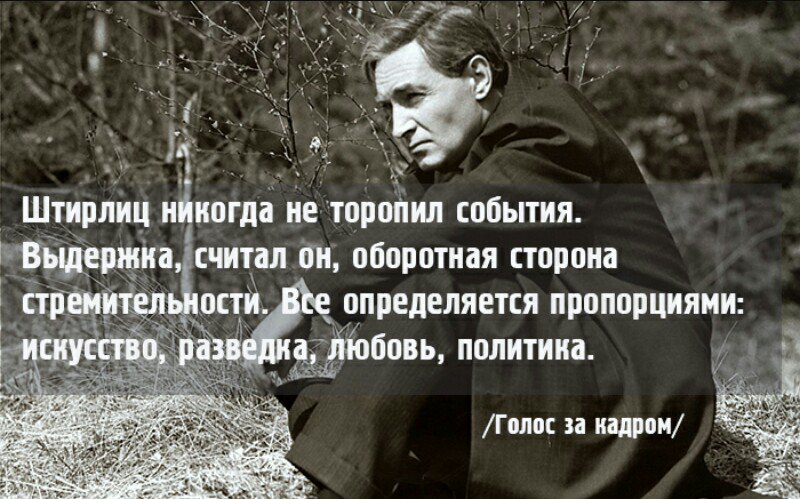 Штирлиц никогда не торопил события.
Выдержка, считал он, оборотная сторона
стремительности. Все определяется пропорциями:
искусство, разведка, любовь, политика.
/Голос за кадром/